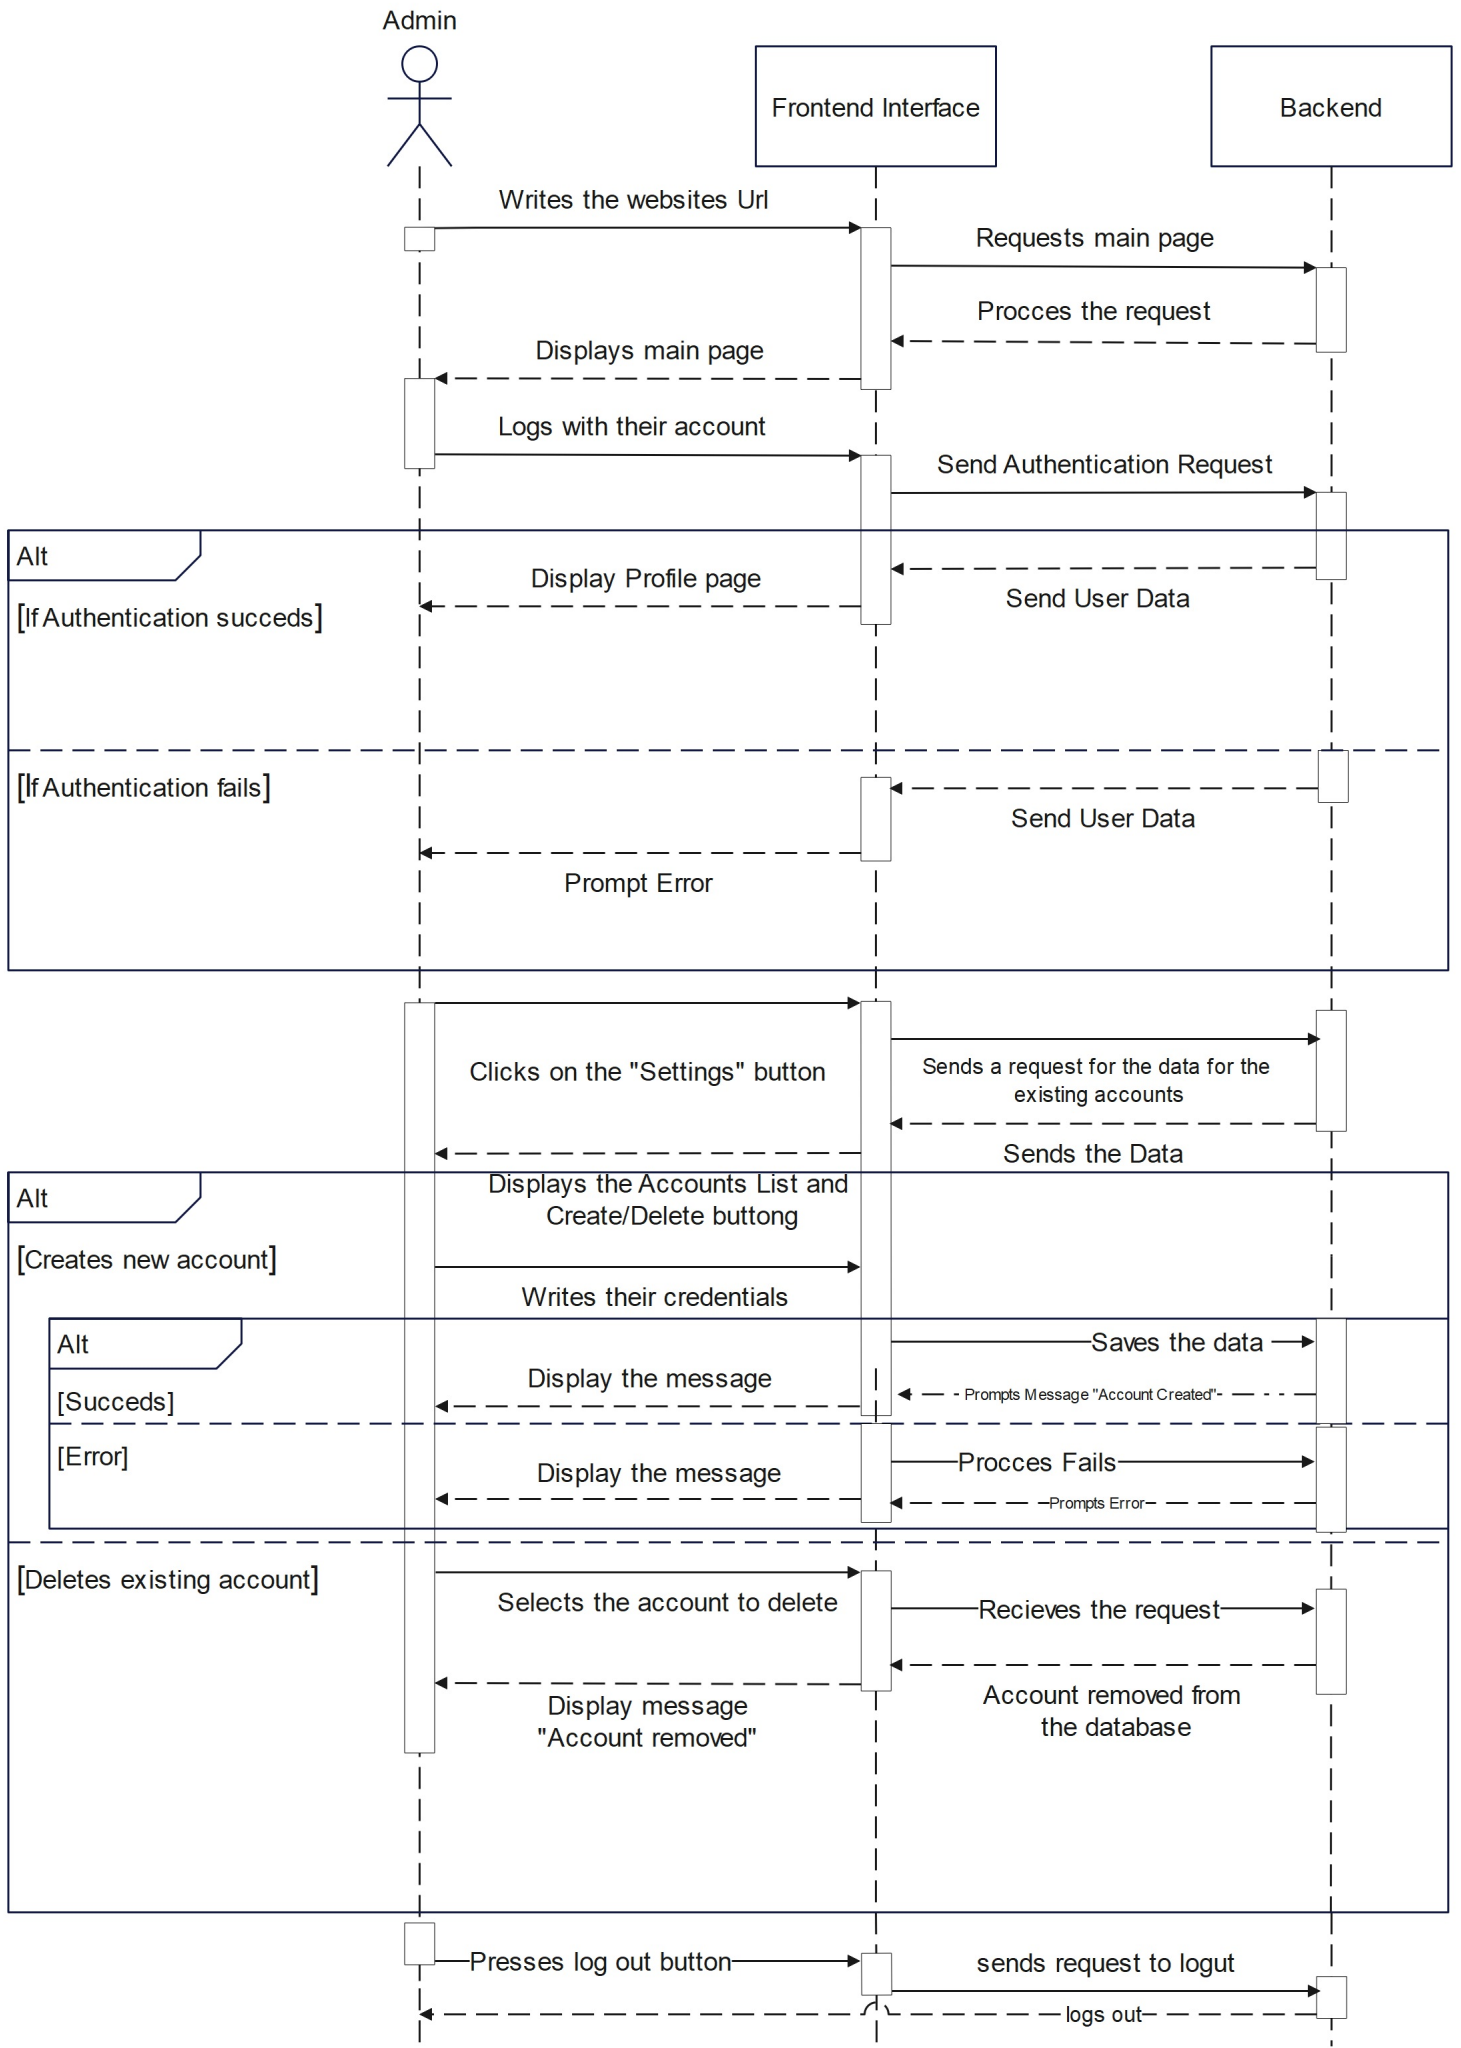 Admin
Frontend Interface
Backend
Writes the websites Url
Requests main page
Procces the request
Displays main page
Logs with their account
Send Authentication Request
Alt
Display Profile page
Send User Data
[If Authentication succeds]
[If Authentication fails]
Send User Data
Prompt Error
Clicks on the "Settings" button
Sends a request for the data for the
existing accounts
Sends the Data
Alt
Displays the Accounts List and
Create/Delete buttong
[Creates new account]
Writes their credentials
Alt
Saves the data
Display the message
Prompts Message "Account Created"
[Succeds]
[Error]
Procces Fails
Display the message
Prompts Error
[Deletes existing account]
Selects the account to delete
Recieves the request
Account removed from
the database
Display message
"Account removed"
Presses log out button
sends request to logut
logs out